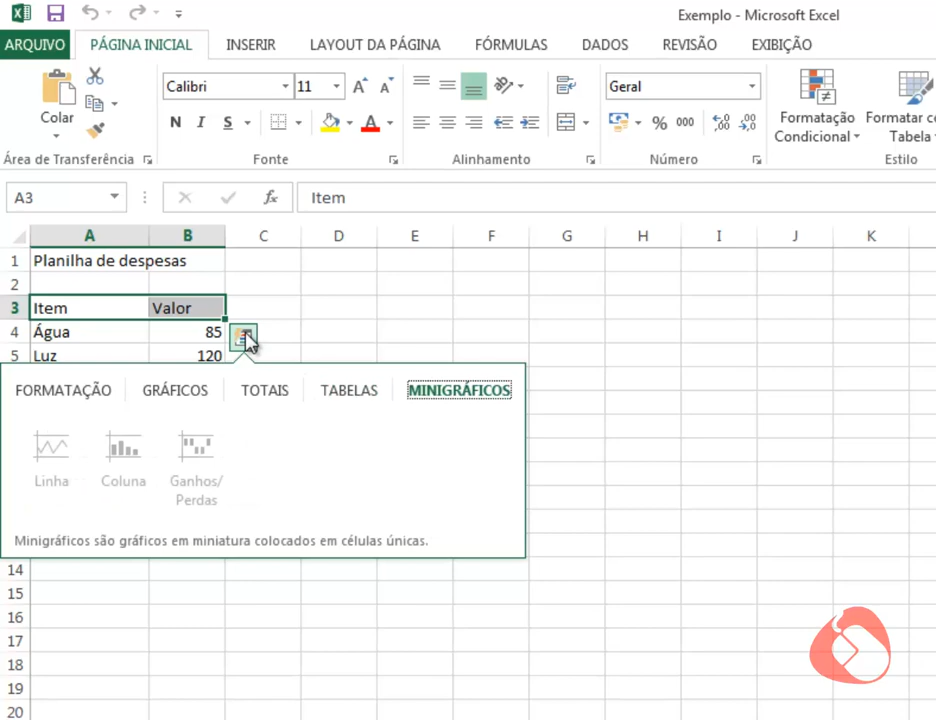 Exemplo - Microsoft Excel
ARQUIVO PÁGINA INICIAL INSERIR LAYOUT DA PÁGINA FÓRMULAS DADOS REVISÃO EXIBIÇÃO
Calibri 11 A A Geral
Colar N I S A % 000 ,00 ,00 Formatação Condicional Formatar co Tabela
Área de Transferência Fonte Alinhamento Número Estilo
A3 fx Item
A B C D E F G H I J K
1 Planilha de despesas
2
3 Item Valor
4 Água 85
5 Luz 120
FORMATAÇÃO GRÁFICOS TOTAIS TABELAS MINIGRÁFICOS
Linha Coluna Ganhos/
Perdas
Minigráficos são gráficos em miniatura colocados em células únicas.
14
15
16
17
18
19
20